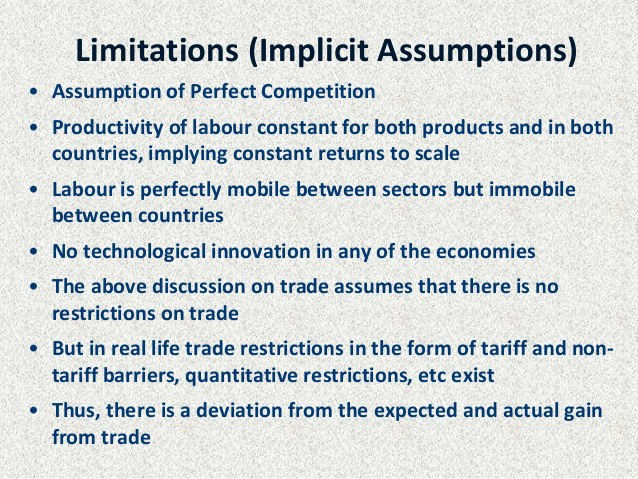 Limitations (Implicit Assumptions)
• Assumption of Perfect Competition
• Productivity of labour constant for both products and in both
countries, implying constant returns to scale
• Labour is perfectly mobile between sectors but immobile
between countries
• No technological innovation in any of the economies
• The above discussion on trade assumes that there is no
restrictions on trade
• But in real life trade restrictions in the form of tariff and non-
tariff barriers, quantitative restrictions, etc exist
• Thus, there is a deviation from the expected and actual gain
from trade